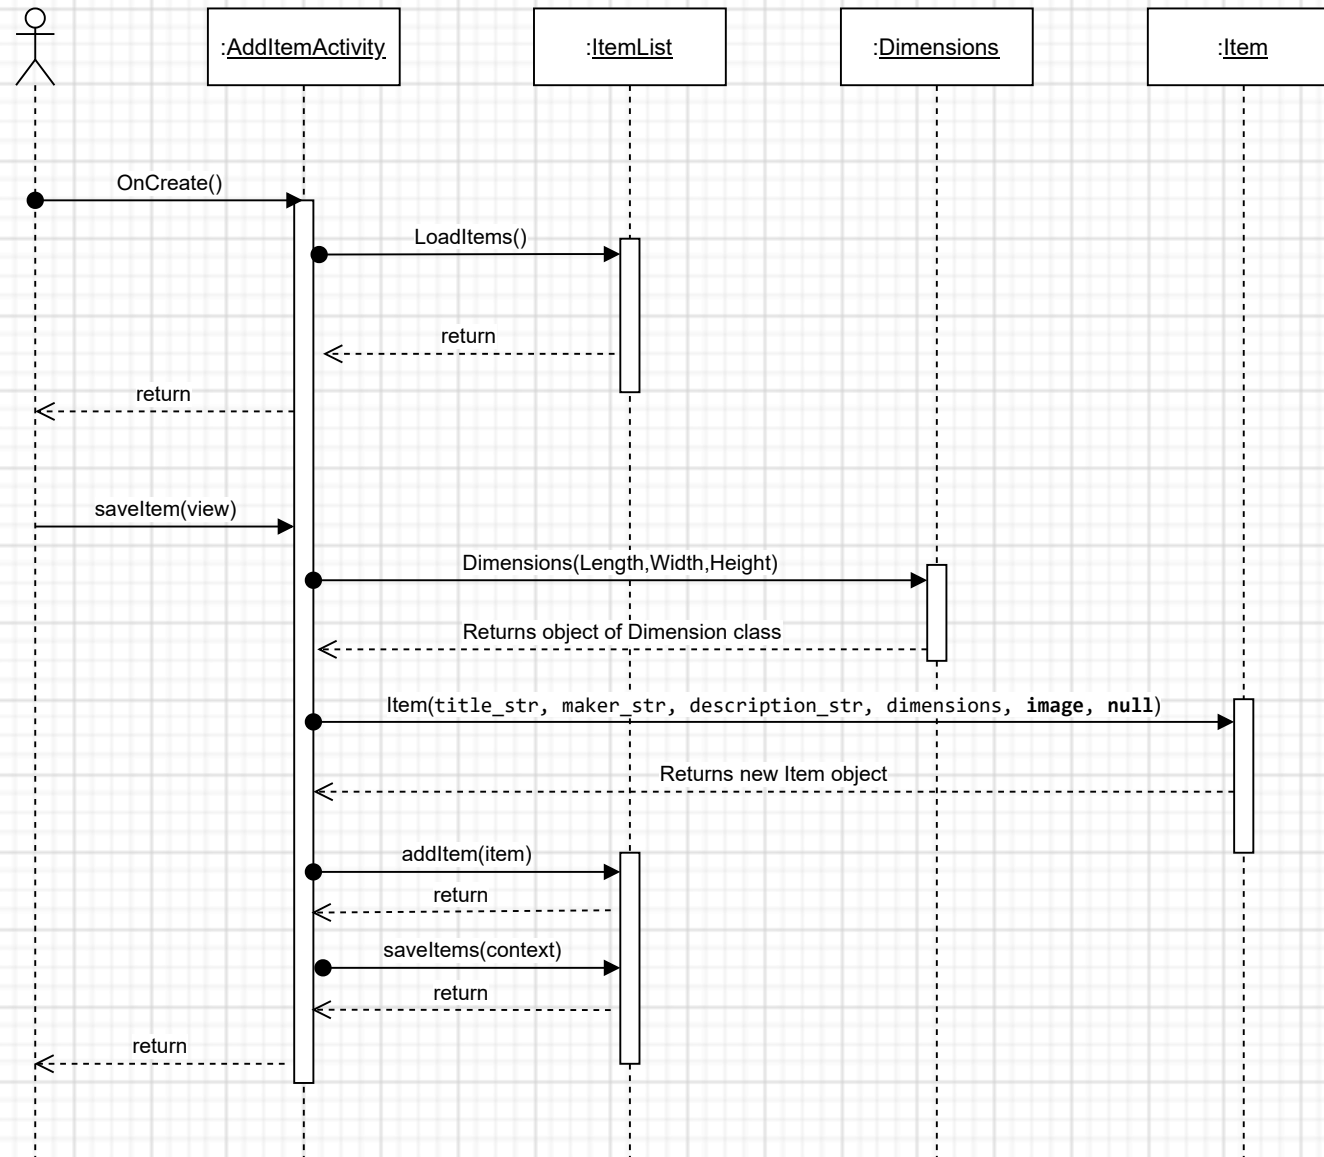 :AddItemActivity
:ItemList
:Dimensions
:Item
OnCreate()
LoadItems()
return
return
saveItem(view)
Dimensions(Length,Width,Height)
Returns object of Dimension class
Item(title_str, maker_str, description_str, dimensions, image, null)
Returns new Item object
addItem(item)
return
saveItems(context)
return
return